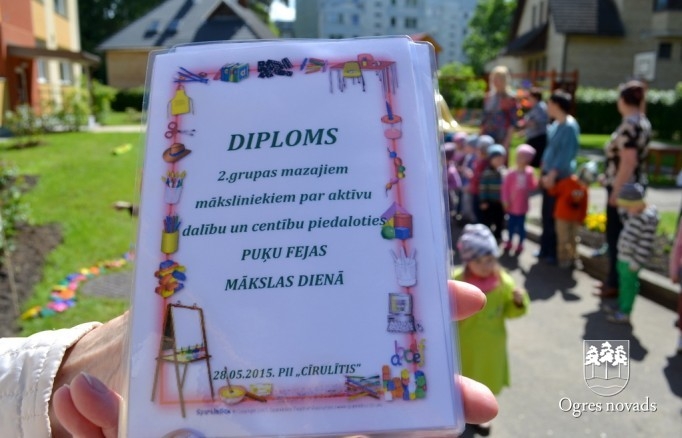 DIPLOMS
2.grupas mazajiem
māksliniekiem par aktīvu
dalību un centību piedaloties
PUĶU FEJAS
MĀKSLAS DIENĀ
28.05.2015. PII „CĪRULĪTIS"
Ogres novads